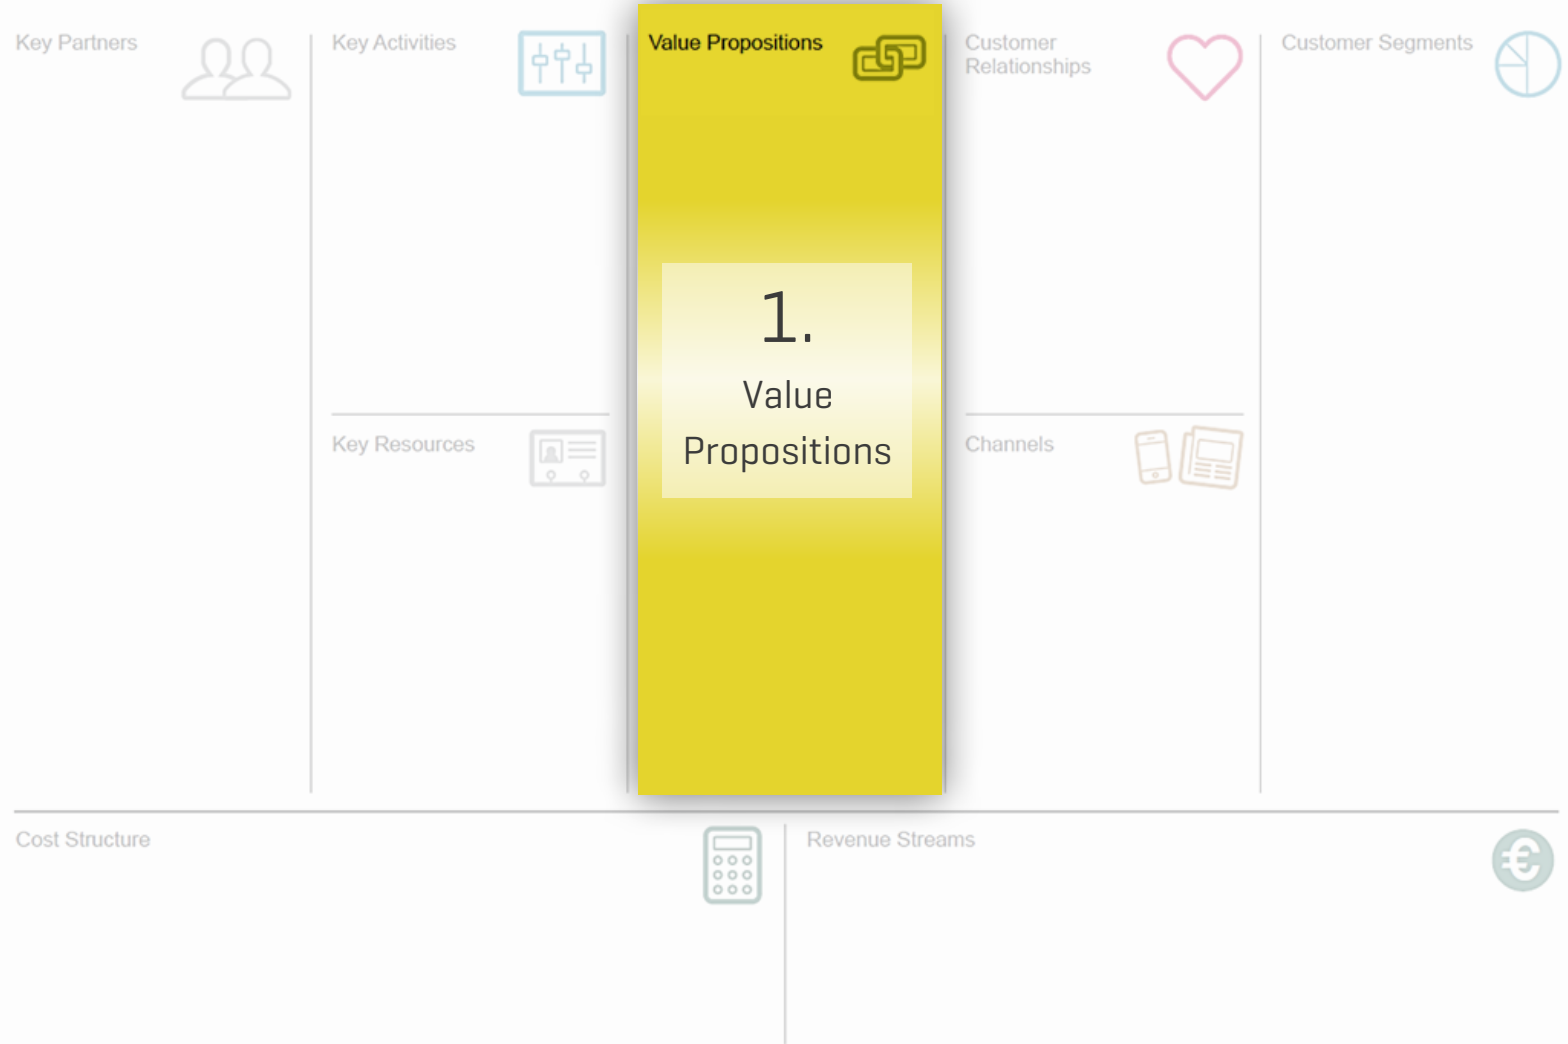 Key Partners
Key Activities
Value Propositions
Customer
Relationships
Customer Segments
1.
Value
Propositions
Key Resources
Channels
Cost Structure
Revenue Streams
€